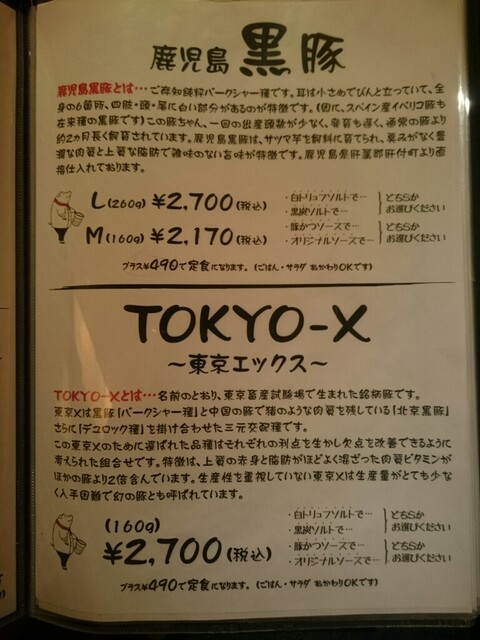 鹿児島 黒豚
鹿児島黒豚とは…ご存知純粋バークシャー種です。耳は小さめでぴんと立っていて、全
身の6箇所、四肢・頭・尾に白い部分があるのが特徴です。(因に、スペイン産イベリコ豚も
在来種の黒豚です)この豚ちゃん、一回の出産頭数が少なく、発育も遅く、通常の豚より
約2か月長く飼育されています。鹿児島黒豚は、サツマ芋を飼料に育てられ、臭みがなく豊
潤な肉質と上質な脂肪で雑味のない旨味が特徴です。鹿児島県肝属郡肝付町より直
接仕入れております。
L(260g) ¥2,700(税込)
M(160g) ¥2,170(税込)
・白トリュフソルトで…
・黒炭ソルトで…
どちらか
お選びください
・豚かつソースで…
・オリジナルソースで…
どちらか
お選びください
プラス¥490で定食になります。(ごはん・サラダ おかわりOKです)
TOKYO-X
～東京エックス～
TOKYO-Xとは…名前のとおり、東京畜産試験場で生まれた銘柄豚です。
東京Xは黒豚「バークシャー種」と中国の豚で猪のような肉質を残している「北京黒豚」
さらに「デュロック種」を掛け合わせた三元交配種です。
この東京Xのために選ばれた品種はそれぞれの利点を生かし欠点を改善できるように
考えられた組合せです。特徴は、上質の赤身と脂肪がほどよく混ざった肉質ビタミンが
ほかの豚より2倍含んでいます。生産性を重視していない東京Xは生産量がとても少
なく入手困難で幻の豚とも呼ばれています。
(160g)
¥2,700(税込)
・白トリュフソルトで…
・黒炭ソルトで…
どちらか
お選びください
・豚かつソースで…
・オリジナルソースで…
どちらか
お選びください
プラス¥490で定食になります。(ごはん・サラダ おかわりOKです)